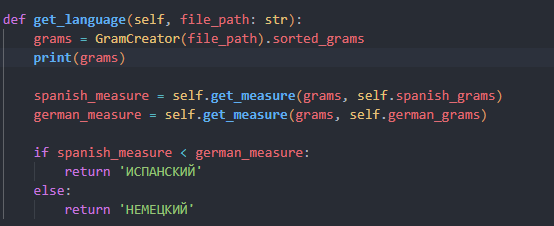 def get_language(self, file_path: str):
    grams = GramCreator(file_path).sorted_grams
    print(grams)

    spanish_measure = self.get_measure(grams, self.spanish_grams)
    german_measure = self.get_measure(grams, self.german_grams)

    if spanish_measure < german_measure:
        return 'ИСПАНСКИЙ'
    else:
        return 'НЕМЕЦКИЙ'